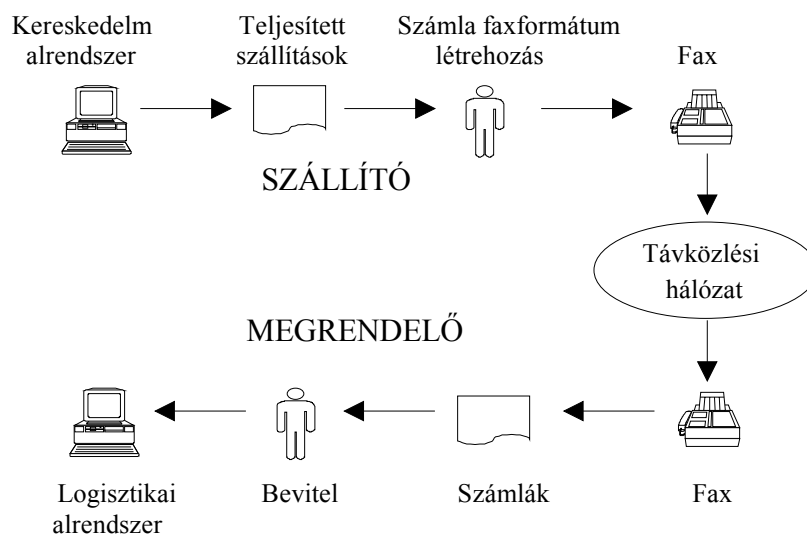 Kereskedelm
alrendszer
Teljesített
szállítások
Számla faxformátum
létrehozás
Fax
SZÁLLÍTÓ
Távközlési
hálózat
MEGRENDELŐ
Logisztikai
alrendszer
Bevitel
Számlák
Fax